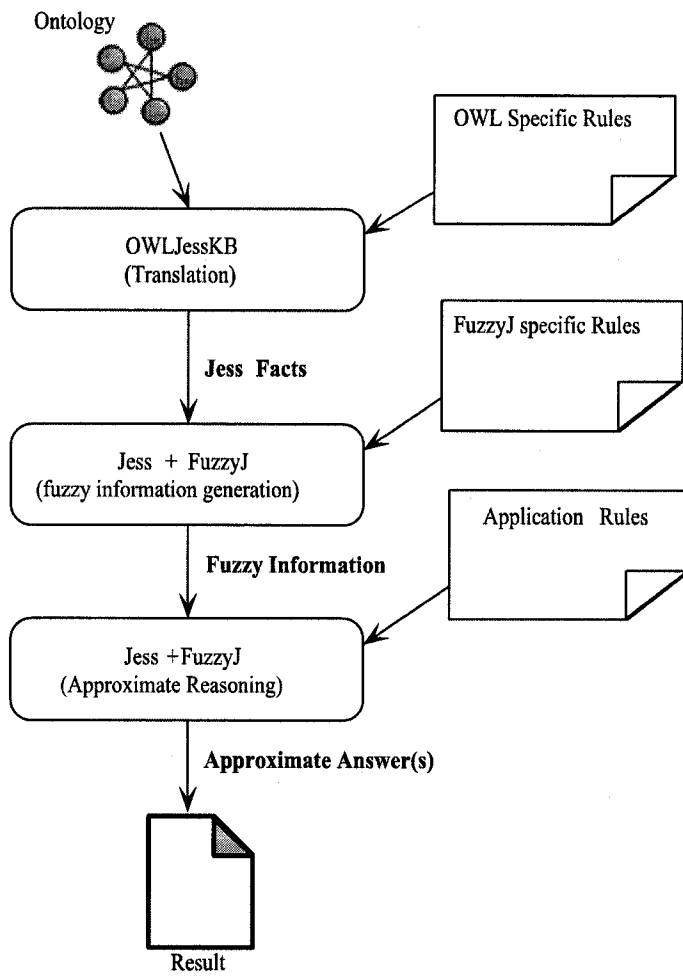 Ontology
OWL Specific Rules
OWLJessKB
(Translation)
FuzzyJ specific Rules
Jess Facts
Jess + FuzzyJ
(fuzzy information generation)
Application Rules
Fuzzy Information
Jess +FuzzyJ
(Approximate Reasoning)
Approximate Answer(s)
Result